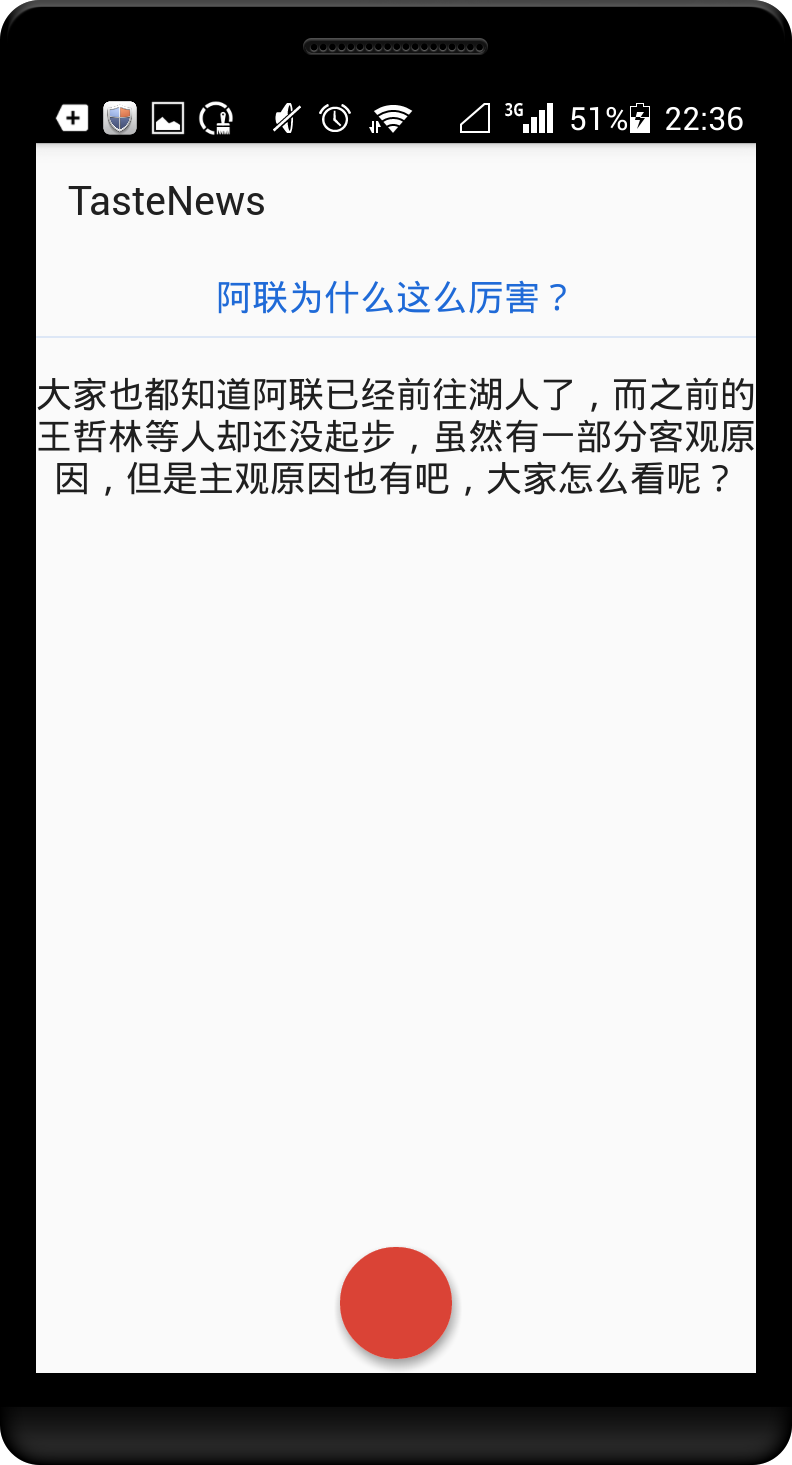 3G 51% 22:36
TasteNews
阿联为什么这么厉害？
大家也都知道阿联已经前往湖人了，而之前的
王哲林等人却还没起步，虽然有一部分客观原
因，但是主观原因也有吧，大家怎么看呢？